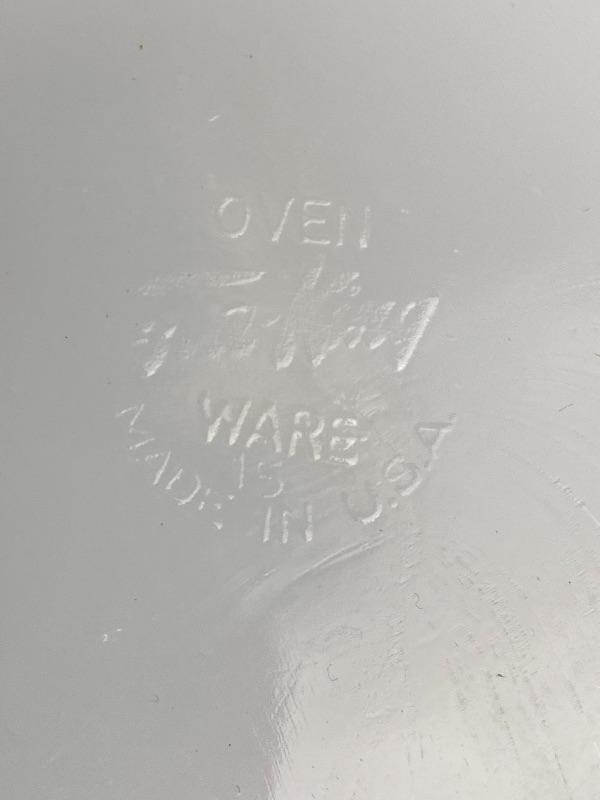 OVEN
Fire-King
WARE
15
MADE IN U.S.A.